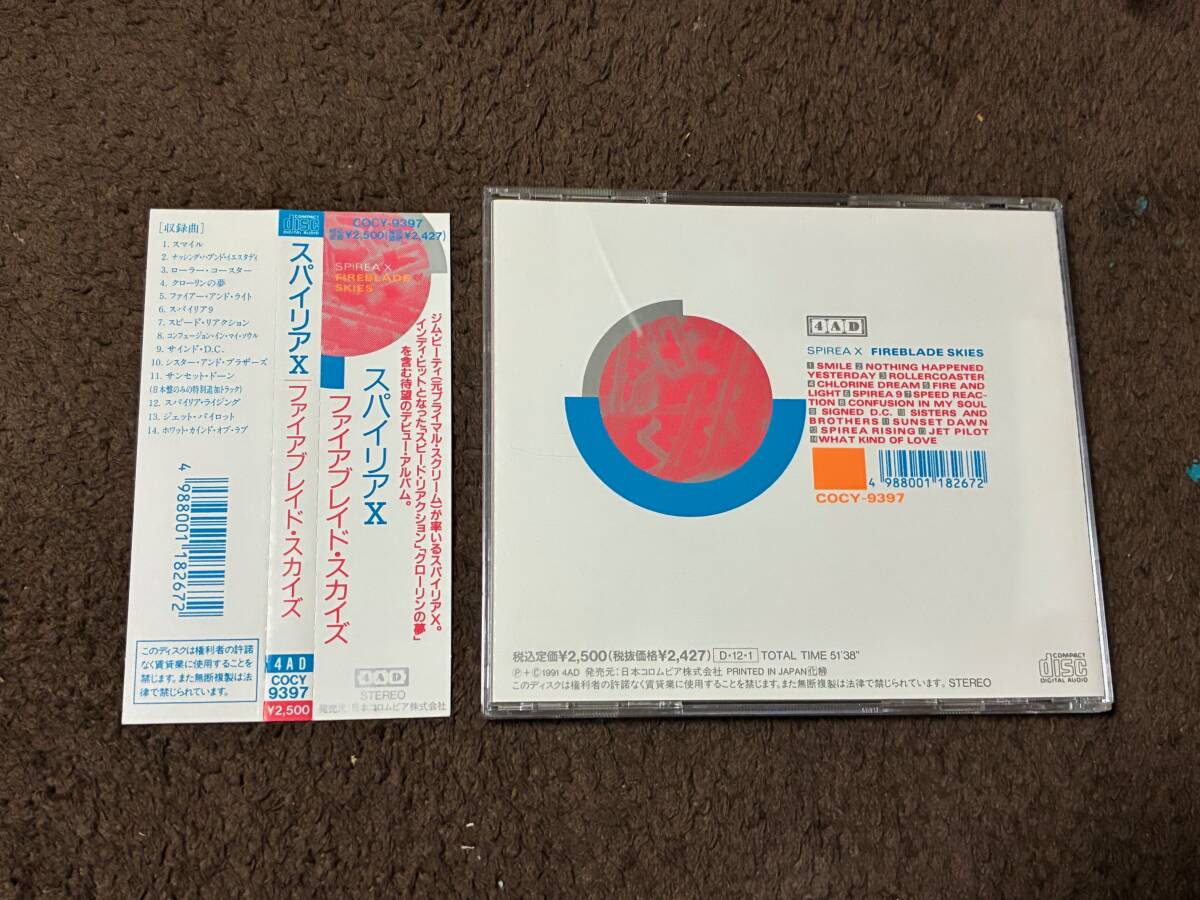 [収録曲]
1. スマイル
2. ナッシング・ハプンド・イエスタディ
3. ローラー・コースター
4. クローリンの夢
5. ファイアー・アンド・ライト
6. スパイリア9
7. スピード・リアクション
8. コンフュージョン・イン・マイ・ソウル
9. サインド・D.C.
10. シスター・アンド・ブラザーズ
11. サンセット・ドーン
(日本盤のみの特別追加トラック)
12. スパイリア・ライジング
13. ジェット・パイロット
14. ホワット・カインド・オブ・ラブ
4 988001 182672
このディスクは権利者の許諾
なく賃貸業に使用することを
禁じます。また無断複製は法
律で禁じられています。
COMPACT
disc
DIGITAL AUDIO
スパイリアX
ファイアブレイド・スカイズ
4AD
COCY
9397
¥2,500
COCY-9397
¥2,500(¥2,427)
SPIREA X
FIREBLADE
SKIES
ジム・ビーティ(元プライマル・スクリーム)が率いるスパイリアX。
インディ・ヒットとなった「スピード・リアクション」「クローリンの夢」
を含む待望のデビュー・アルバム。
スパイリアX
ファイアブレイド・スカイズ
4AD
STEREO
発売元:日本コロムビア株式会社
4AD
SPIREA X FIREBLADE SKIES
1 SMILE 2 NOTHING HAPPENED
YESTERDAY 3 ROLLERCOASTER
4 CHLORINE DREAM 5 FIRE AND
LIGHT 6 SPIREA 9 7 SPEED REAC-
TION 8 CONFUSION IN MY SOUL
9 SIGNED D.C. 10 SISTERS AND
BROTHERS 11 SUNSET DAWN
12 SPIREA RISING 13 JET PILOT
14 WHAT KIND OF LOVE
4 988001 182672
COCY-9397
税込定価¥2,500(税抜価格¥2,427) D・12・1 TOTAL TIME 51'38"
Ⓟ+Ⓒ1991 4AD 発売元:日本コロムビア株式会社 PRINTED IN JAPAN
このディスクは権利者の許諾なく賃貸業に使用することを禁じます。また無断複製は法律で禁じられています。 STEREO
COMPACT
disc
DIGITAL AUDIO